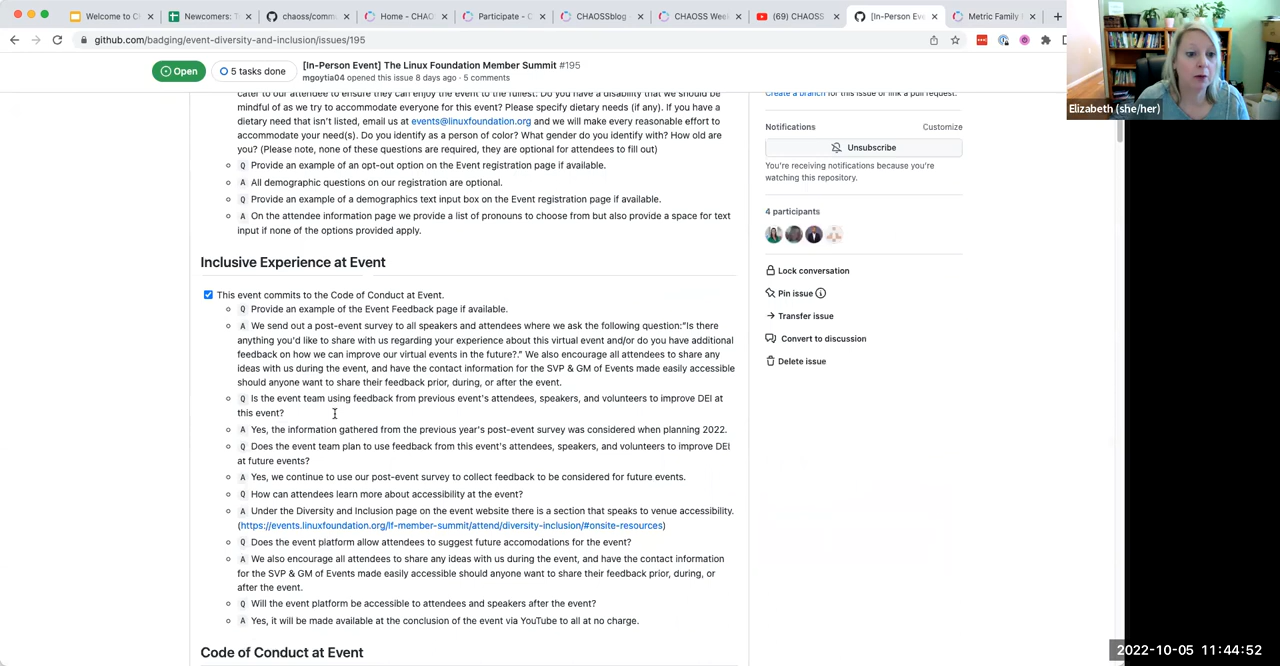 Welcome to C
Newcomers: T
chaoss/comm
Home - CHAO
Participate - C
CHAOSSblog
CHAOSS Wee
(69) CHAOSS
[In-Person Ev
Metric Family
github.com/badging/event-diversity-and-inclusion/issues/195
Elizabeth (she/her)
Open
5 tasks done
[In-Person Event] The Linux Foundation Member Summit #195
mgoytia04 opened this issue 8 days ago · 5 comments
cater to our attendee to ensure they can enjoy the event to the fullest. Do you have a disability that we should be
mindful of as we try to accommodate everyone for this event? Please specify dietary needs (if any). If you have a
dietary need that isn't listed, email us at events@linuxfoundation.org and we will make every reasonable effort to
accommodate your need(s). Do you identify as a person of color? What gender do you identify with? How old are
you? (Please note, none of these questions are required, they are optional for attendees to fill out)
Q Provide an example of an opt-out option on the Event registration page if available.
A All demographic questions on our registration are optional.
Q Provide an example of a demographics text input box on the Event registration page if available.
A On the attendee information page we provide a list of pronouns to choose from but also provide a space for text
input if none of the options provided apply.
Inclusive Experience at Event
This event commits to the Code of Conduct at Event.
Q Provide an example of the Event Feedback page if available.
A We send out a post-event survey to all speakers and attendees where we ask the following question:"Is there
anything you'd like to share with us regarding your experience about this virtual event and/or do you have additional
feedback on how we can improve our virtual events in the future?." We also encourage all attendees to share any
ideas with us during the event, and have the contact information for the SVP & GM of Events made easily accessible
should anyone want to share their feedback prior, during, or after the event.
Q Is the event team using feedback from previous event's attendees, speakers, and volunteers to improve DEI at
this event?
A Yes, the information gathered from the previous year's post-event survey was considered when planning 2022.
Q Does the event team plan to use feedback from this event's attendees, speakers, and volunteers to improve DEI
at future events?
A Yes, we continue to use our post-event survey to collect feedback to be considered for future events.
Q How can attendees learn more about accessibility at the event?
A Under the Diversity and Inclusion page on the event website there is a section that speaks to venue accessibility.
(https://events.linuxfoundation.org/lf-member-summit/attend/diversity-inclusion/#onsite-resources)
Q Does the event platform allow attendees to suggest future accomodations for the event?
A We also encourage all attendees to share any ideas with us during the event, and have the contact information
for the SVP & GM of Events made easily accessible should anyone want to share their feedback prior, during, or
after the event.
Q Will the event platform be accessible to attendees and speakers after the event?
A Yes, it will be made available at the conclusion of the event via YouTube to all at no charge.
Code of Conduct at Event
Create a branch for this issue or link a pull request.
Notifications
Customize
Unsubscribe
You're receiving notifications because you're
watching this repository.
4 participants
Lock conversation
Pin issue
Transfer issue
Convert to discussion
Delete issue
2022-10-05 11:44:52